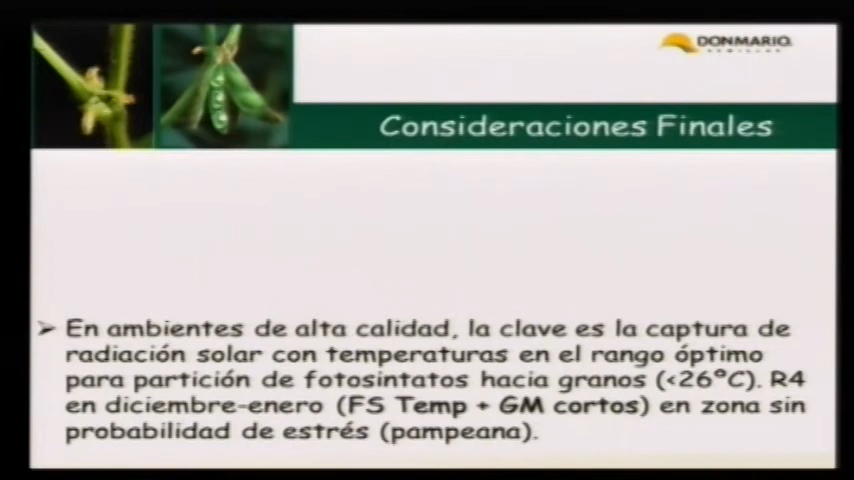 DONMARIO
SEMILLAS
Consideraciones Finales
➤ En ambientes de alta calidad, la clave es la captura de
radiación solar con temperaturas en el rango óptimo
para partición de fotosintatos hacia granos (<26ºC). R4
en diciembre-enero (FS Temp + GM cortos) en zona sin
probabilidad de estrés (pampeana).